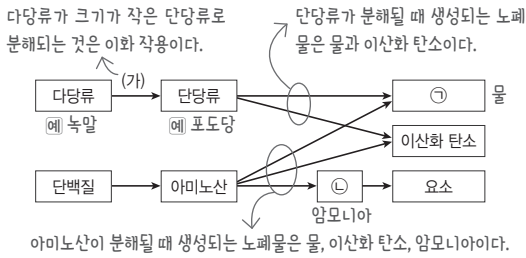 다당류가 크기가 작은 단당류로
분해되는 것은 이화 작용이다.
단당류가 분해될 때 생성되는 노폐
물은 물과 이산화 탄소이다.
(가)
다당류
단당류
㉠
물
예 녹말
예 포도당
이산화 탄소
단백질
아미노산
㉡
요소
암모니아
아미노산이 분해될 때 생성되는 노폐물은 물, 이산화 탄소, 암모니아이다.